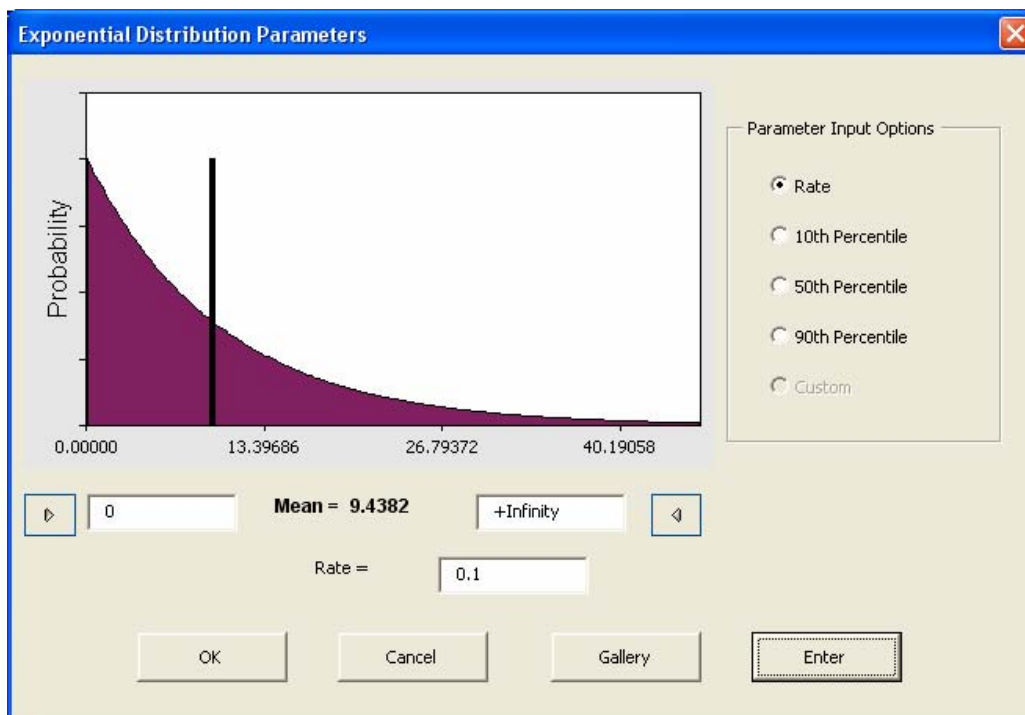 Exponential Distribution Parameters
Probability
0.00000 13.39686 26.79372 40.19058
Parameter Input Options
Rate
10th Percentile
50th Percentile
90th Percentile
Custom
0 Mean = 9.4382 +Infinity
Rate = 0.1
OK Cancel Gallery Enter